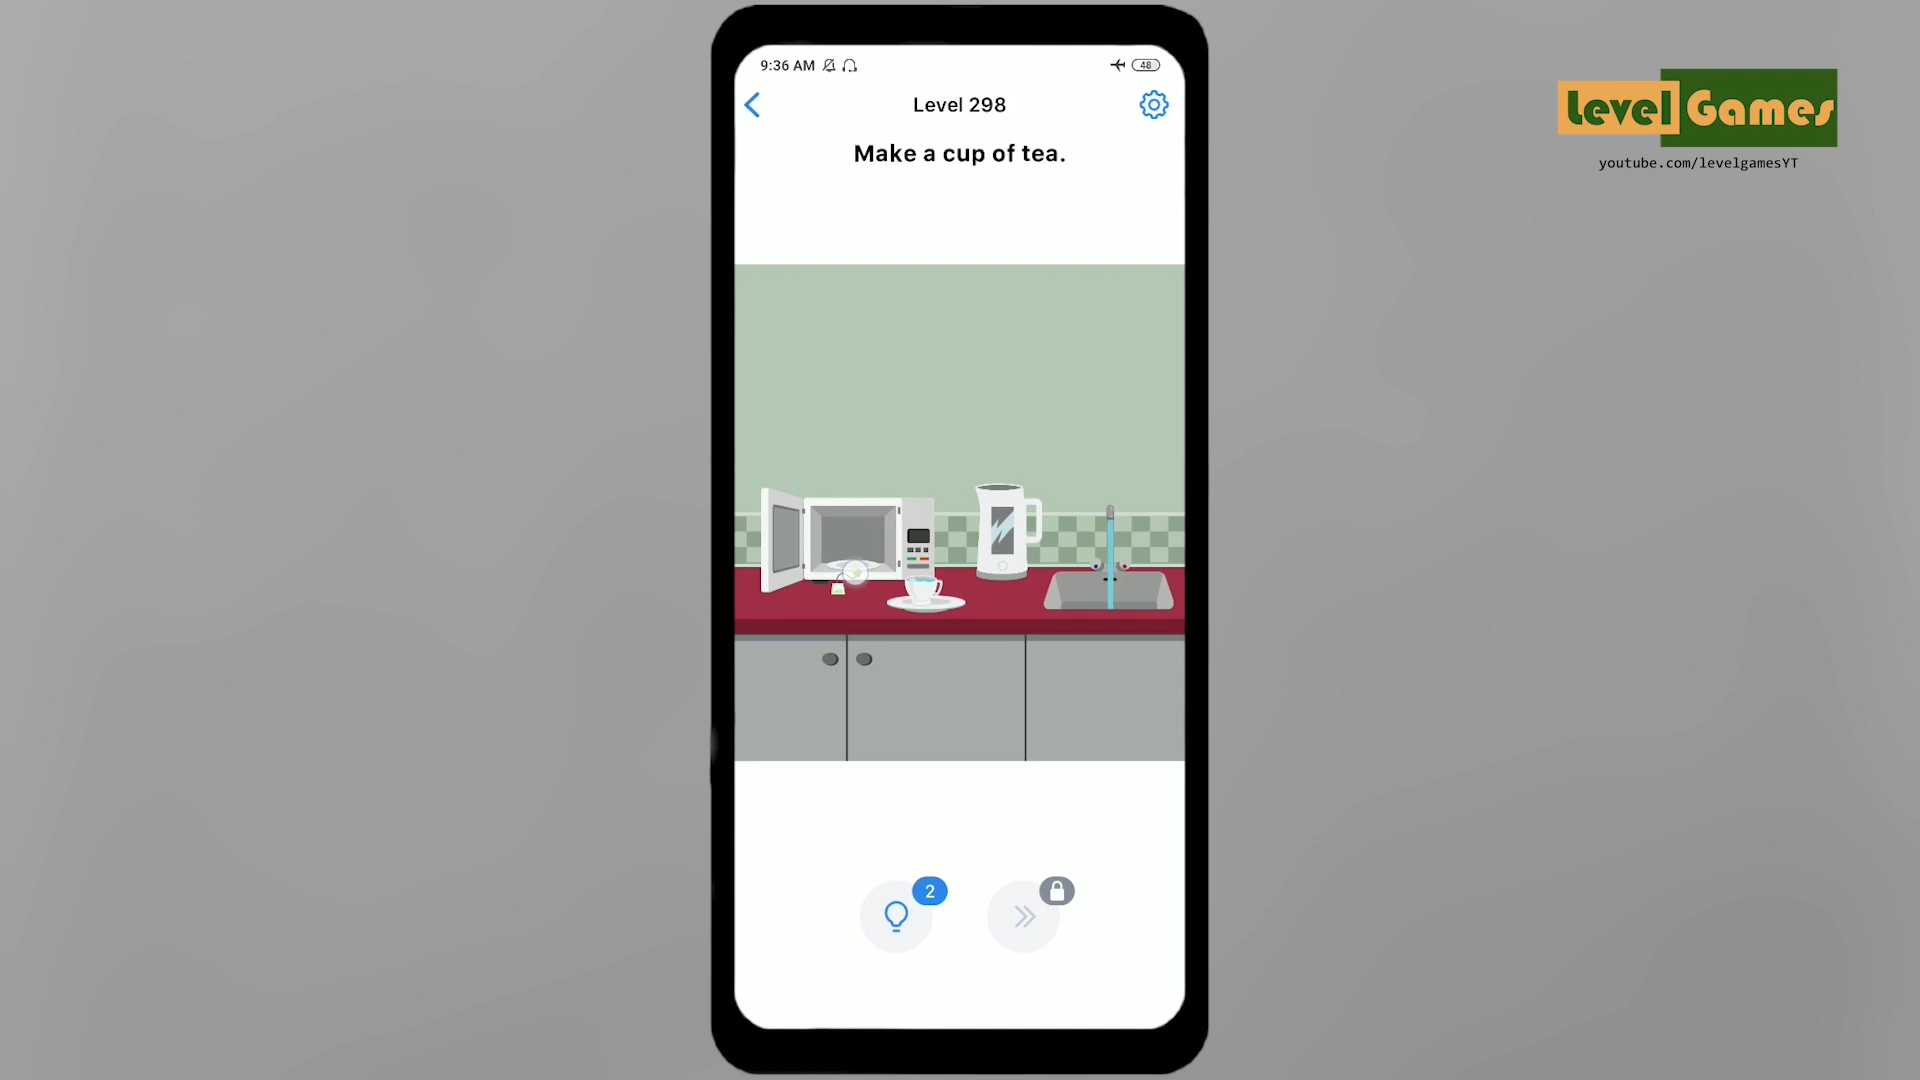 9:36 AM
48
Level 298
Make a cup of tea.
2
Level Games
youtube.com/levelgamesYT